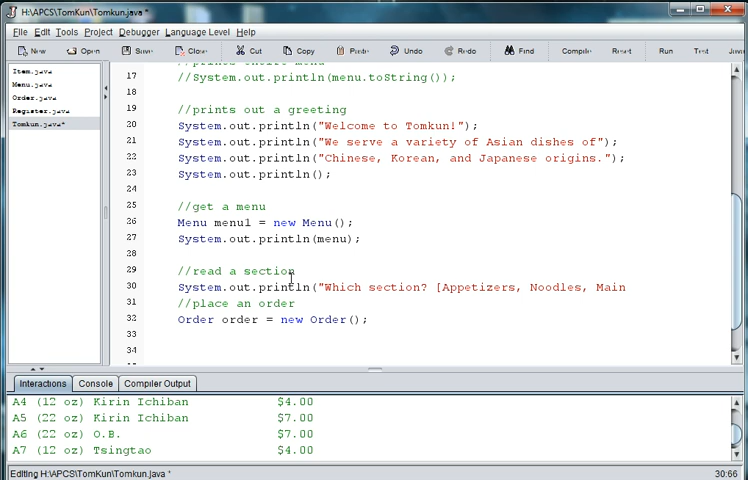 H:\APCS\TomKun\Tomkun.java *
File Edit Tools Project Debugger Language Level Help
New Open Save Close Cut Copy Paste Undo Redo Find Compile Reset Run Test
Item.java
Menu.java
Order.java
Register.java
Tomkun.java*
17 //System.out.println(menu.toString());
18
19 //prints out a greeting
20 System.out.println("Welcome to Tomkun!");
21 System.out.println("We serve a variety of Asian dishes of");
22 System.out.println("Chinese, Korean, and Japanese origins.");
23 System.out.println();
24
25 //get a menu
26 Menu menu1 = new Menu();
27 System.out.println(menu);
28
29 //read a section
30 System.out.println("Which section? [Appetizers, Noodles, Main
31 //place an order
32 Order order = new Order();
33
34
Interactions Console Compiler Output
A4 (12 oz) Kirin Ichiban $4.00
A5 (22 oz) Kirin Ichiban $7.00
A6 (22 oz) O.B. $7.00
A7 (12 oz) Tsingtao $4.00
Editing H:\APCS\TomKun\Tomkun.java * 30:66